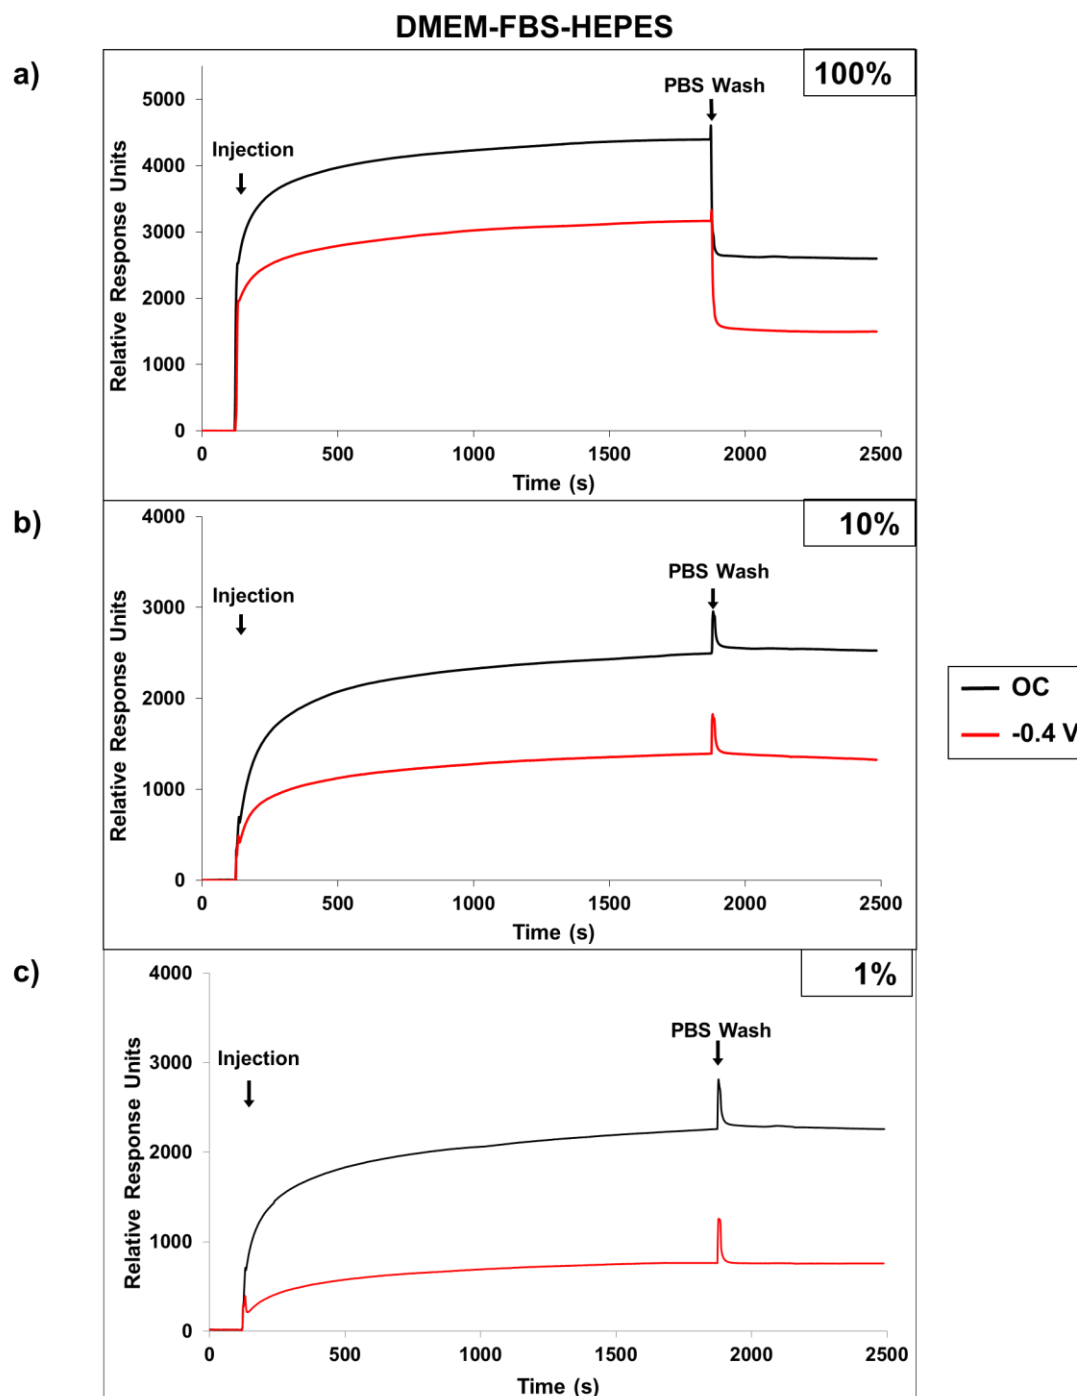 DMEM-FBS-HEPES
a)
100%
PBS Wash
Injection
Relative Response Units
5000
4000
3000
2000
1000
0
0 500 1000 1500 2000 2500
Time (s)
b)
10%
PBS Wash
Injection
Relative Response Units
4000
3000
2000
1000
0
0 500 1000 1500 2000 2500
Time (s)
OC
-0.4 V
c)
1%
PBS Wash
Injection
Relative Response Units
4000
3000
2000
1000
0
0 500 1000 1500 2000 2500
Time (s)